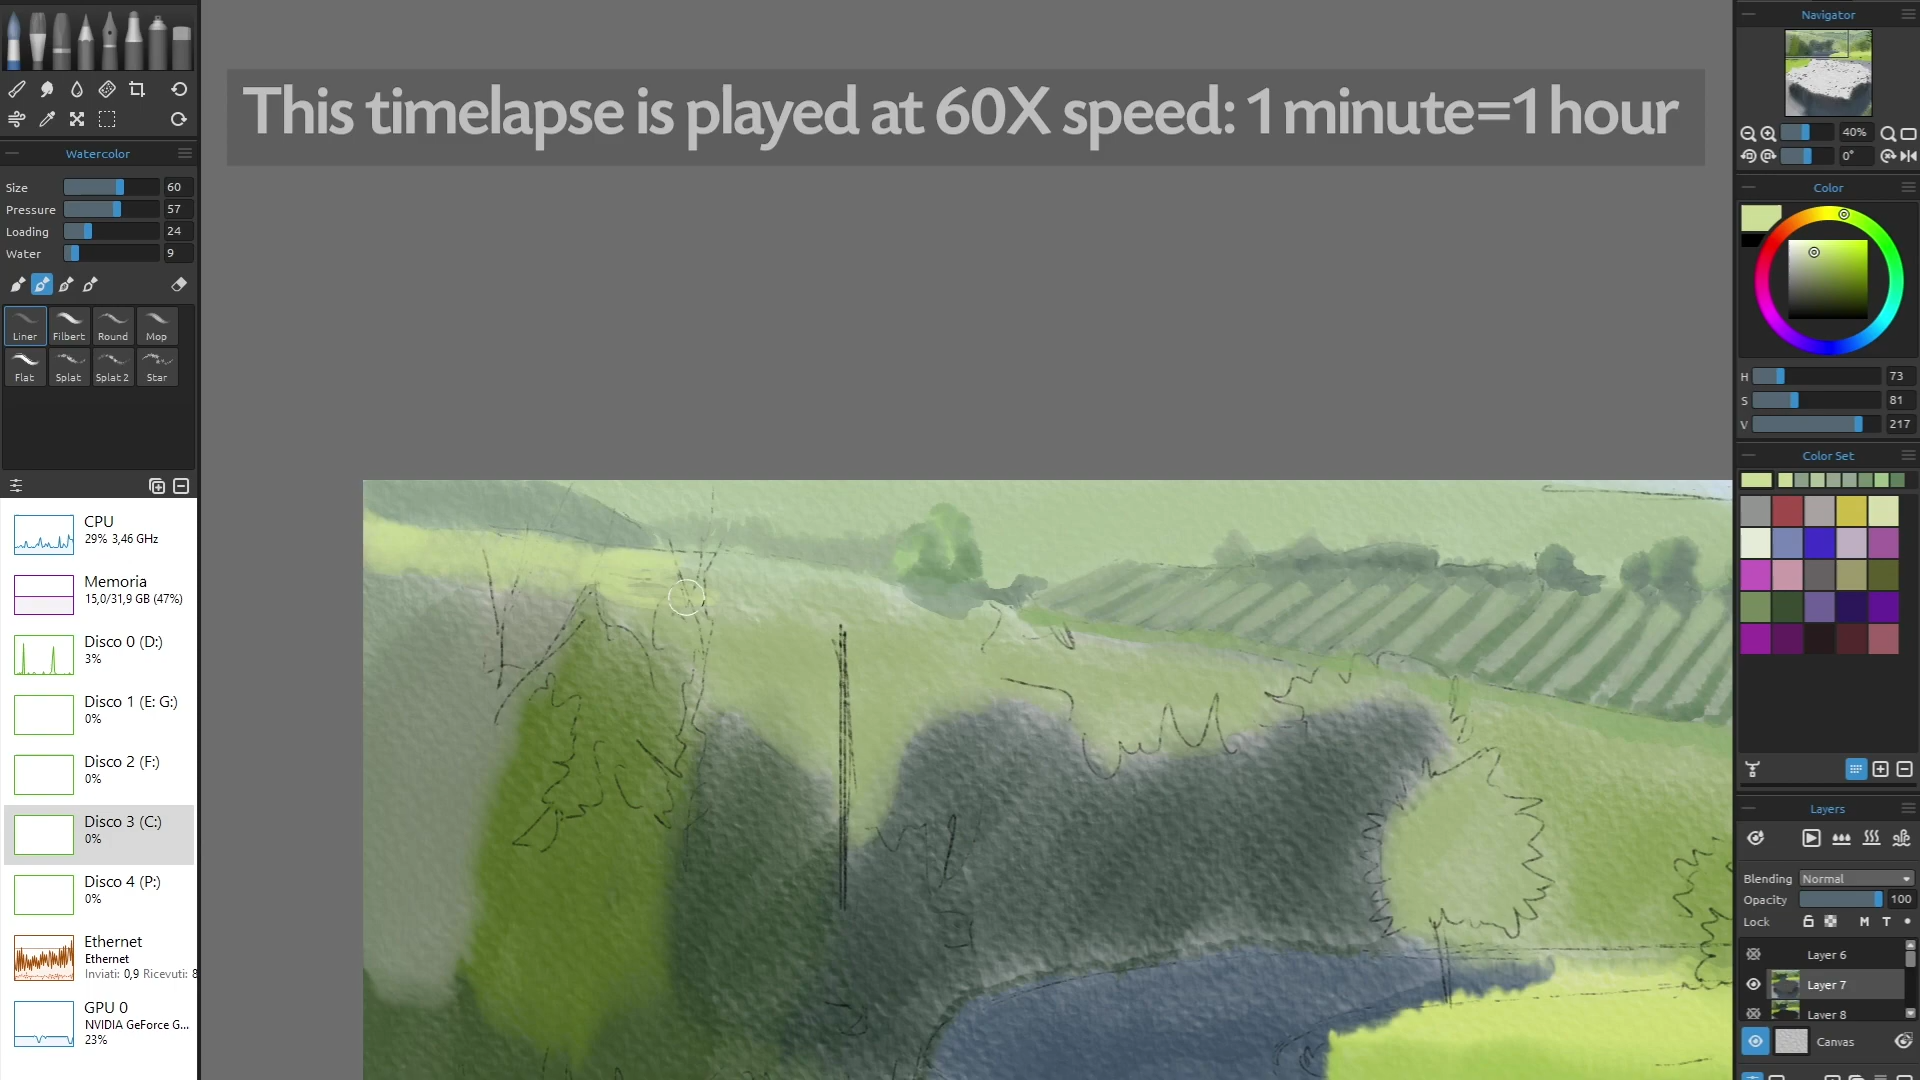 This timelapse is played at 60X speed: 1 minute=1 hour
Watercolor
Size 60
Pressure 57
Loading 24
Water 9
Liner Filbert Round Mop
Flat Splat Splat 2 Star
CPU
29% 3,46 GHz
Memoria
15,0/31,9 GB (47%)
Disco 0 (D:)
3%
Disco 1 (E: G:)
0%
Disco 2 (F:)
0%
Disco 3 (C:)
0%
Disco 4 (P:)
0%
Ethernet
Ethernet
Inviati: 0,9 Ricevuti: 8
GPU 0
NVIDIA GeForce G...
23%
Navigator
40%
0°
Color
H 73
S 81
V 217
Color Set
Layers
Blending Normal
Opacity 100
Lock M T
Layer 6
Layer 7
Layer 8
Canvas